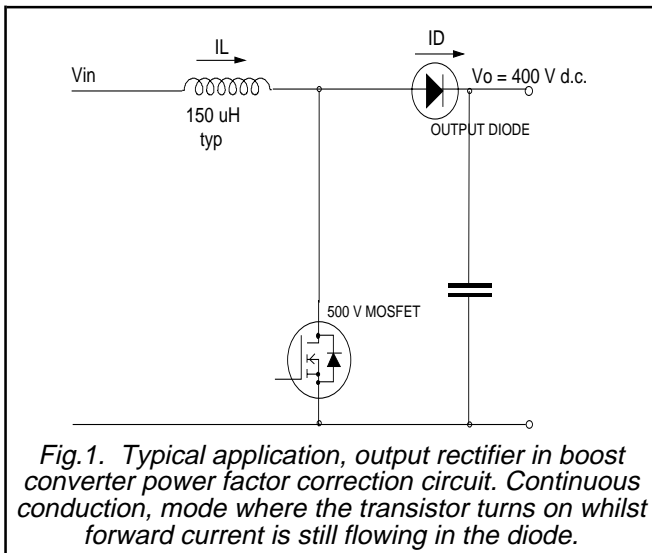 IL
ID
Vin
Vo = 400 V d.c.
150 uH
typ
OUTPUT DIODE
500 V MOSFET
Fig.1. Typical application, output rectifier in boost
converter power factor correction circuit. Continuous
conduction, mode where the transistor turns on whilst
forward current is still flowing in the diode.